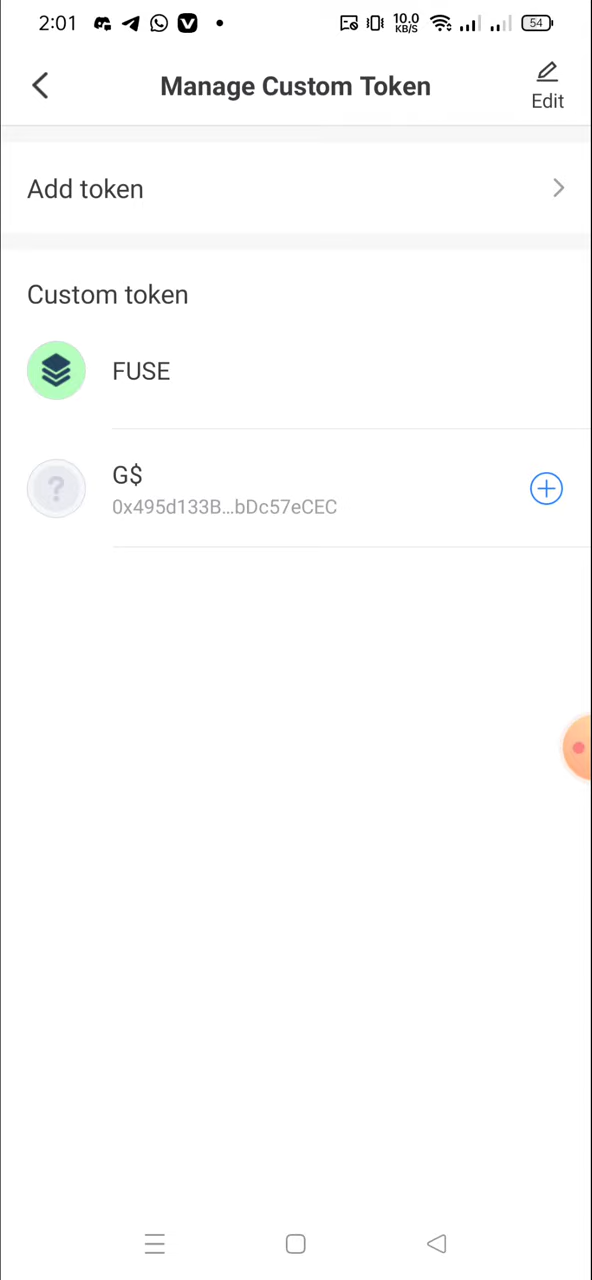 2:01 10.0 KB/S 54
Manage Custom Token
Edit
Add token
Custom token
FUSE
?
G$
0x495d133B...bDc57eCEC